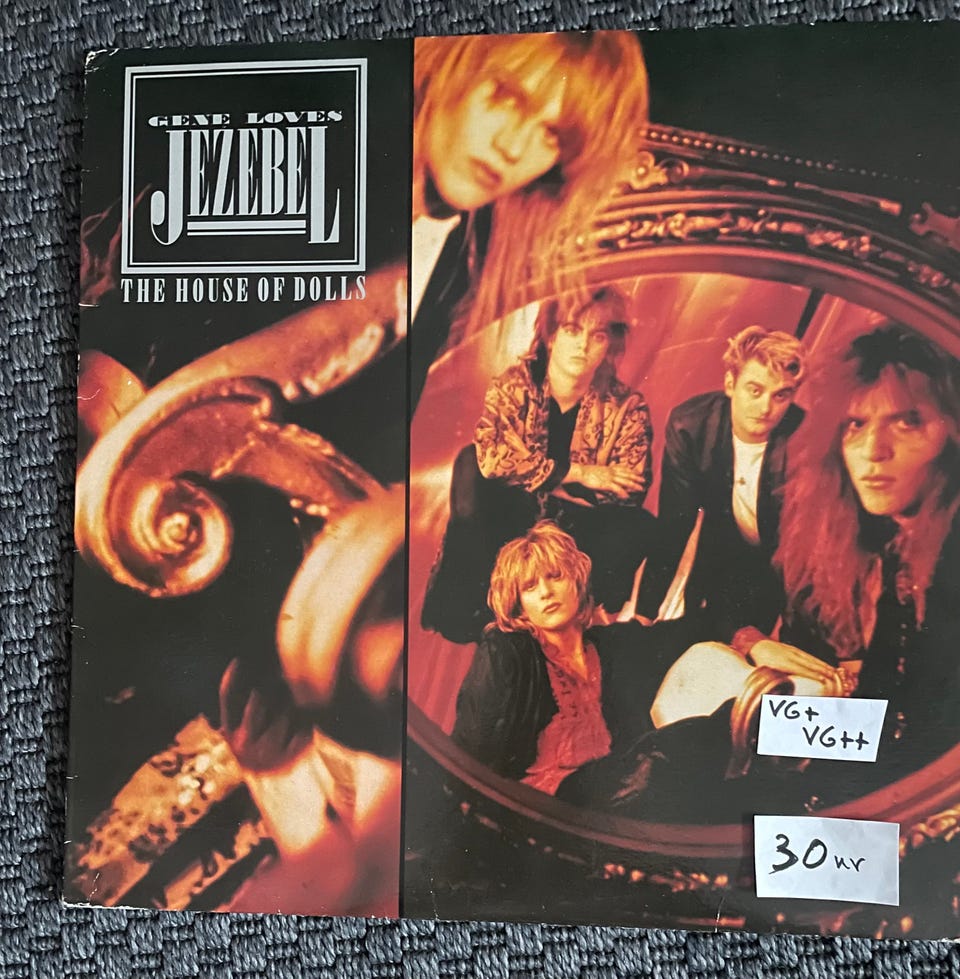 GENE LOVES
JEZEBEL
THE HOUSE OF DOLLS
VG+
VG++
30 kr